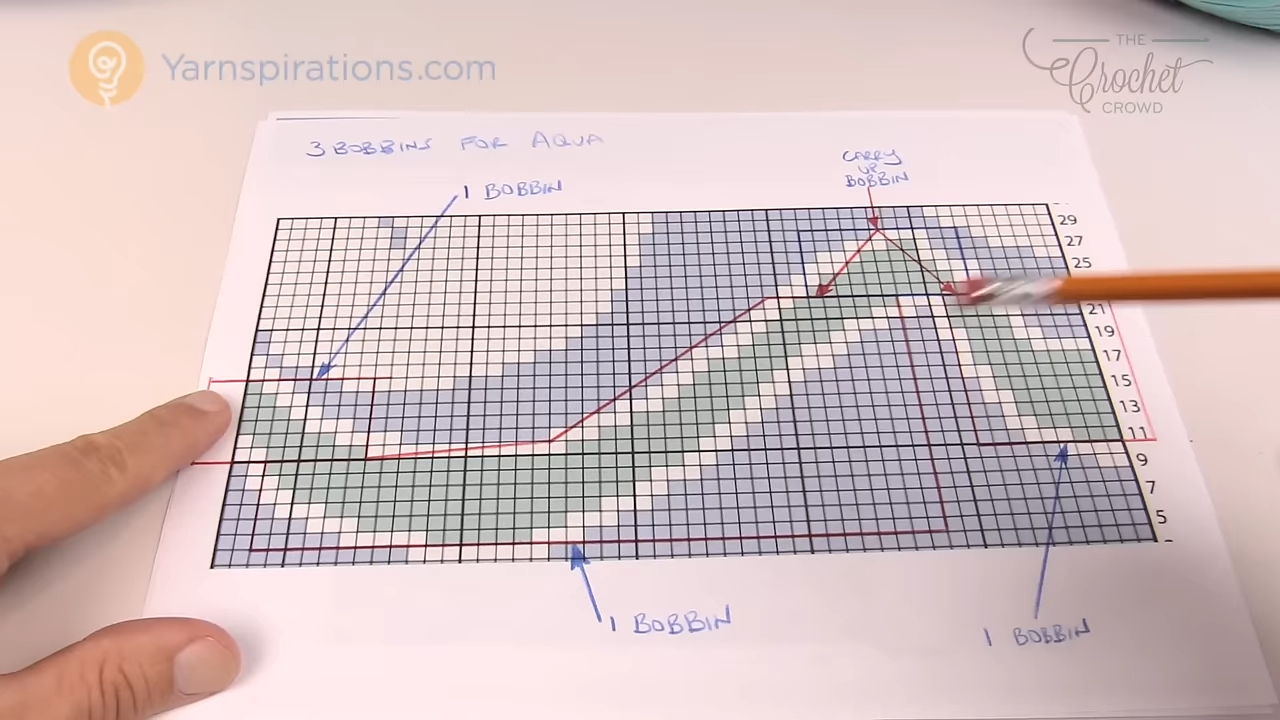 Yarnspirations.com
THE
Crochet
CROWD
3 BOBBINS FOR AQUA
1 BOBBIN
CARRY
UP
BOBBIN
29
27
25
21
19
17
15
13
11
9
7
5
1 BOBBIN
1 BOBBIN